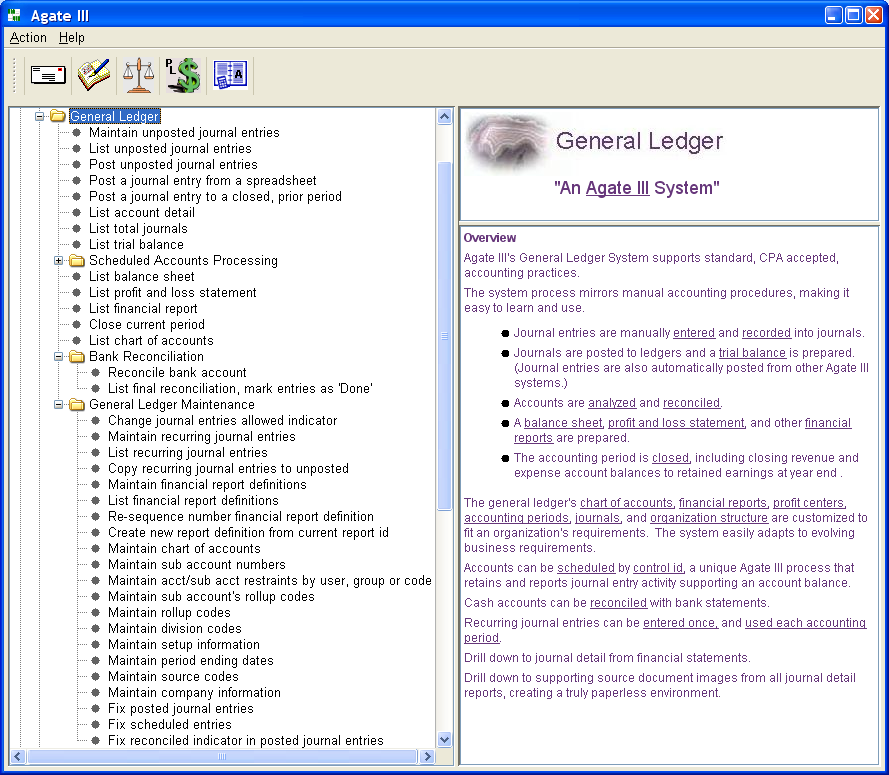 Agate III
Action Help
P
L
A
General Ledger
Maintain unposted journal entries
List unposted journal entries
Post unposted journal entries
Post a journal entry from a spreadsheet
Post a journal entry to a closed, prior period
List account detail
List total journals
List trial balance
Scheduled Accounts Processing
List balance sheet
List profit and loss statement
List financial report
Close current period
List chart of accounts
Bank Reconciliation
Reconcile bank account
List final reconciliation, mark entries as 'Done'
General Ledger Maintenance
Change journal entries allowed indicator
Maintain recurring journal entries
List recurring journal entries
Copy recurring journal entries to unposted
Maintain financial report definitions
List financial report definitions
Re-sequence number financial report definition
Create new report definition from current report id
Maintain chart of accounts
Maintain sub account numbers
Maintain acct/sub acct restraints by user, group or code
Maintain sub account's rollup codes
Maintain rollup codes
Maintain division codes
Maintain setup information
Maintain period ending dates
Maintain source codes
Maintain company information
Fix posted journal entries
Fix scheduled entries
Fix reconciled indicator in posted journal entries
General Ledger
"An Agate III System"
Overview
Agate III's General Ledger System supports standard, CPA accepted,
accounting practices.
The system process mirrors manual accounting procedures, making it
easy to learn and use.
Journal entries are manually entered and recorded into journals.
Journals are posted to ledgers and a trial balance is prepared.
(Journal entries are also automatically posted from other Agate III
systems.)
Accounts are analyzed and reconciled.
A balance sheet, profit and loss statement, and other financial
reports are prepared.
The accounting period is closed, including closing revenue and
expense account balances to retained earnings at year end .
The general ledger's chart of accounts, financial reports, profit centers,
accounting periods, journals, and organization structure are customized to
fit an organization's requirements.  The system easily adapts to evolving
business requirements.
Accounts can be scheduled by control id, a unique Agate III process that
retains and reports journal entry activity supporting an account balance.
Cash accounts can be reconciled with bank statements.
Recurring journal entries can be entered once, and used each accounting
period.
Drill down to journal detail from financial statements.
Drill down to supporting source document images from all journal detail
reports, creating a truly paperless environment.